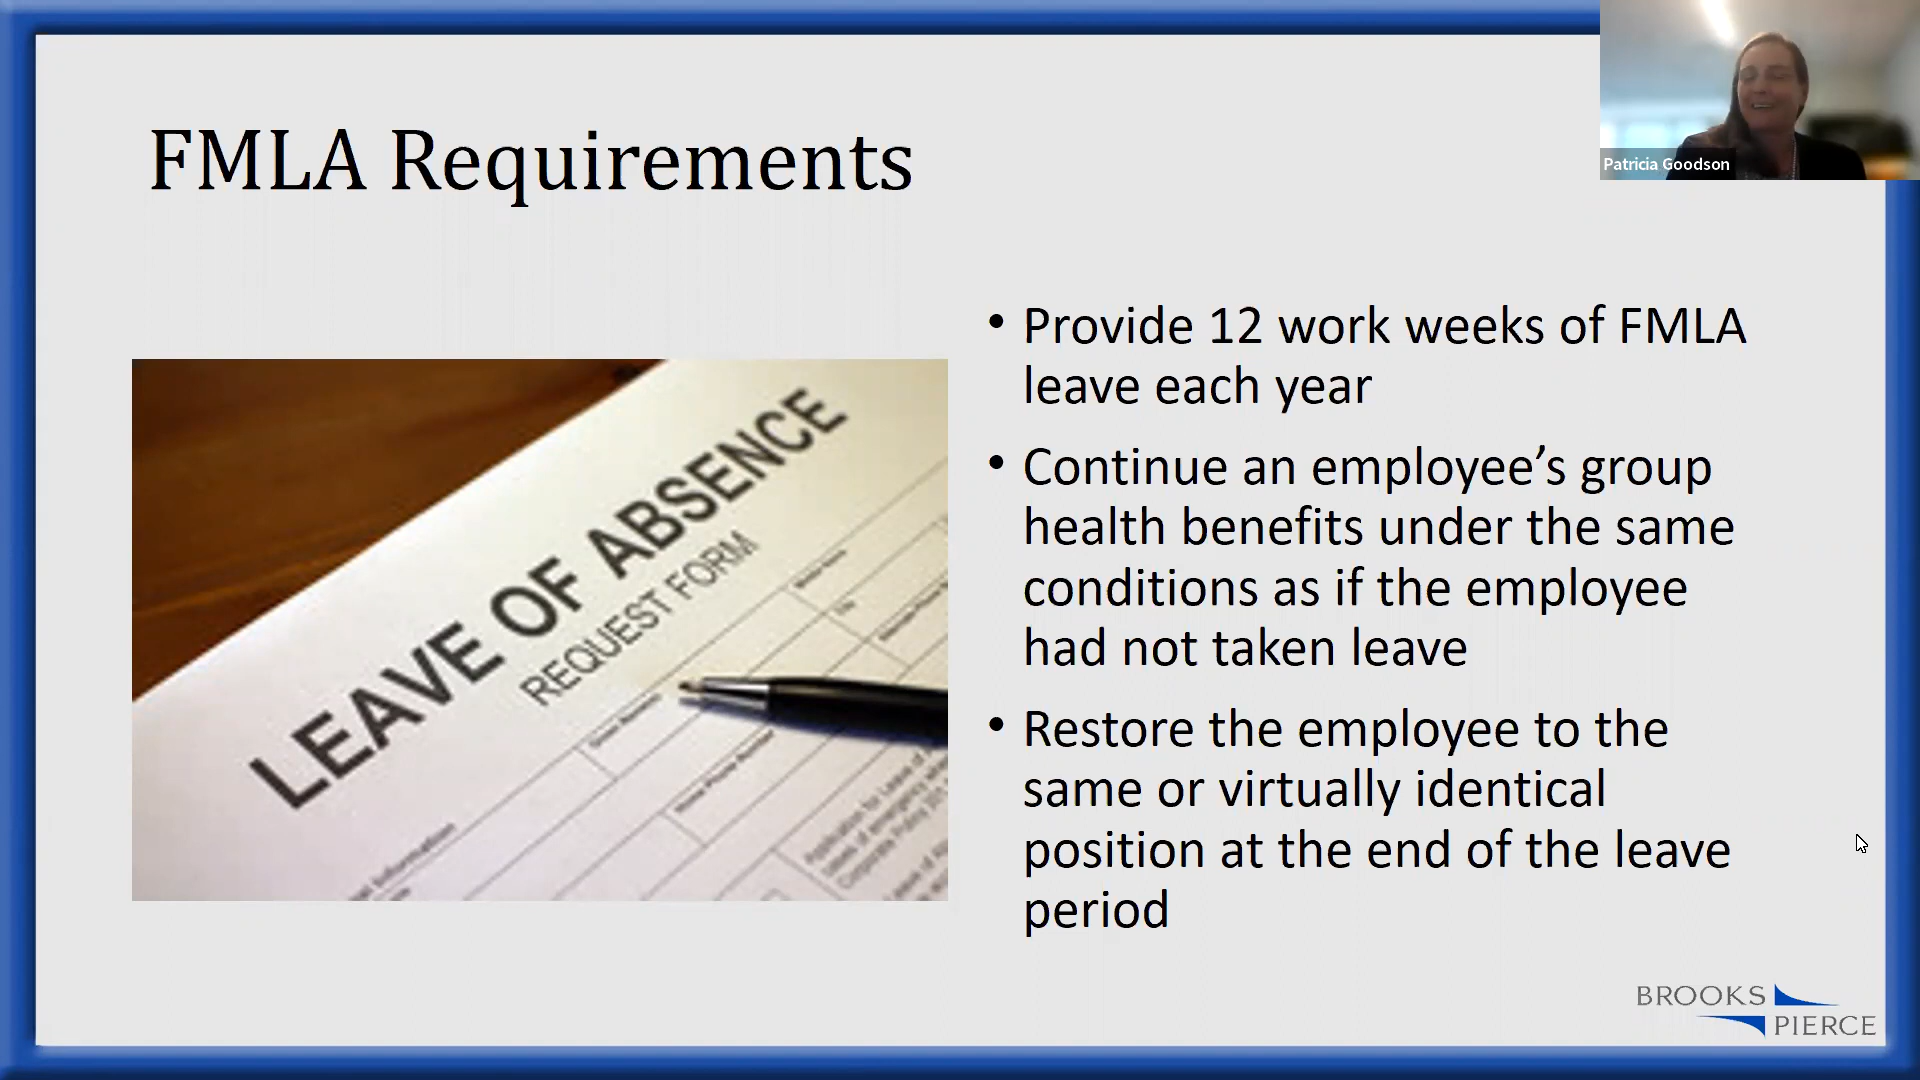 Patricia Goodson
FMLA Requirements
• Provide 12 work weeks of FMLA
leave each year
• Continue an employee’s group
health benefits under the same
conditions as if the employee
had not taken leave
• Restore the employee to the
same or virtually identical
position at the end of the leave
period
LEAVE OF ABSENCE
REQUEST FORM
BROOKS
PIERCE